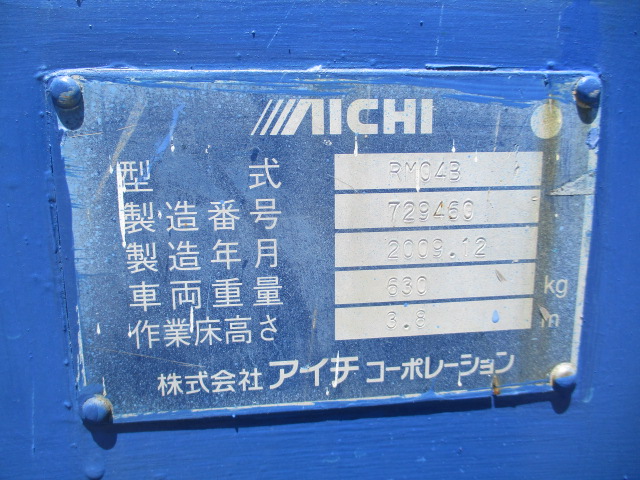 AICHI
型式 RM04B
製造番号 729460
製造年月 2009.12
車両重量 630 kg
作業床高さ 3.8 m
株式会社 アイチ コーポレーション